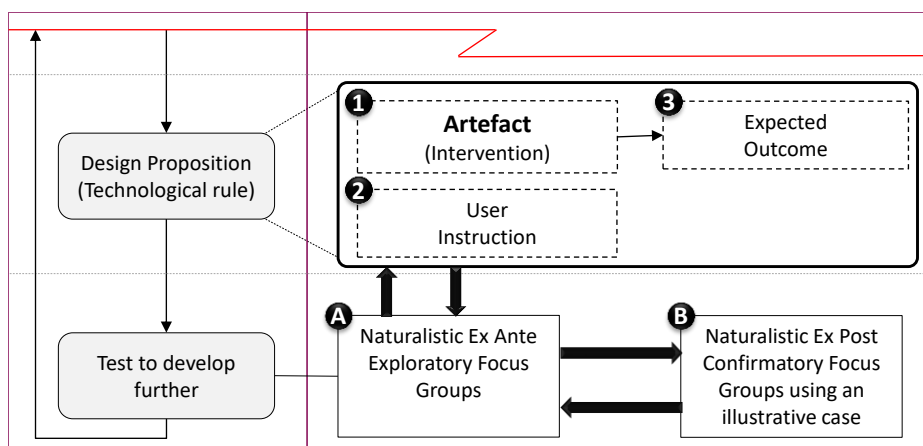 1
Artefact
(Intervention)
3
Expected
Outcome
Design Proposition
(Technological rule)
2
User
Instruction
A
Naturalistic Ex Ante
Exploratory Focus
Groups
B
Naturalistic Ex Post
Confirmatory Focus
Groups using an
illustrative case
Test to develop
further